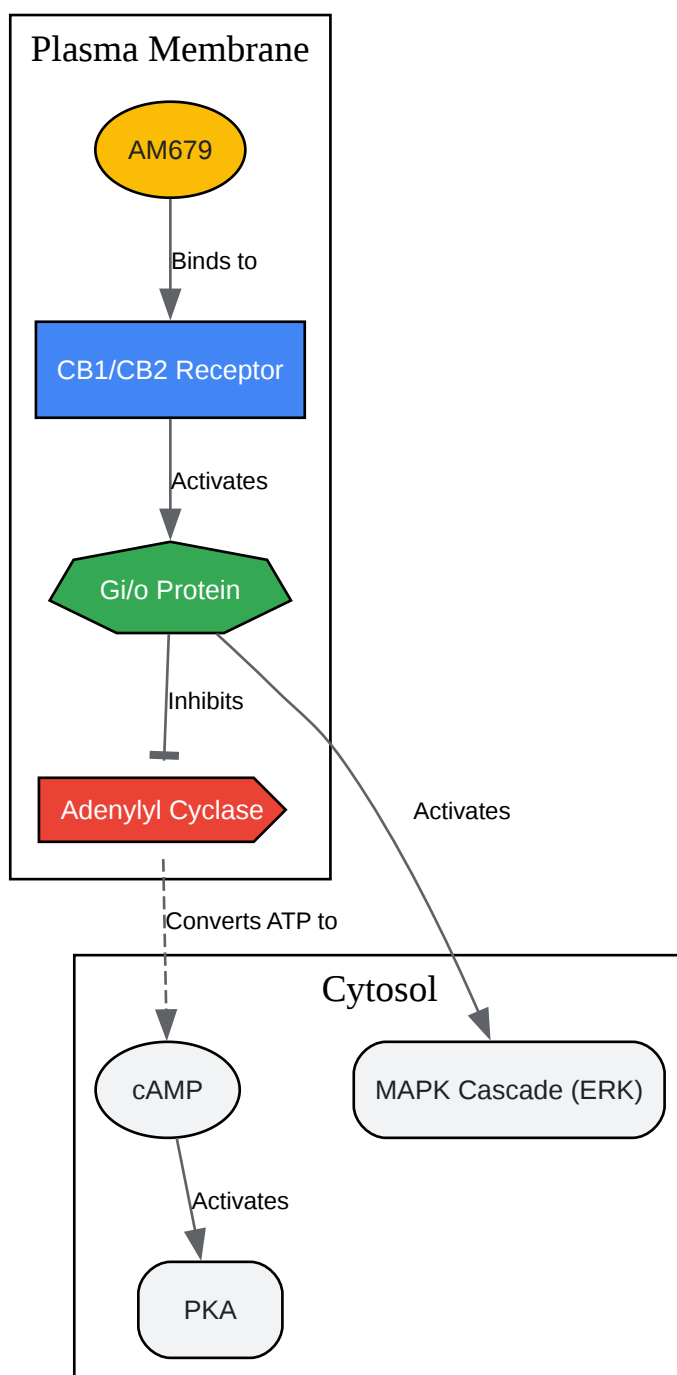 Plasma Membrane
AM679
Binds to
CB1/CB2 Receptor
Activates
Gi/o Protein
Inhibits
Adenylyl Cyclase
Activates
Converts ATP to
Cytosol
cAMP
MAPK Cascade (ERK)
Activates
PKA